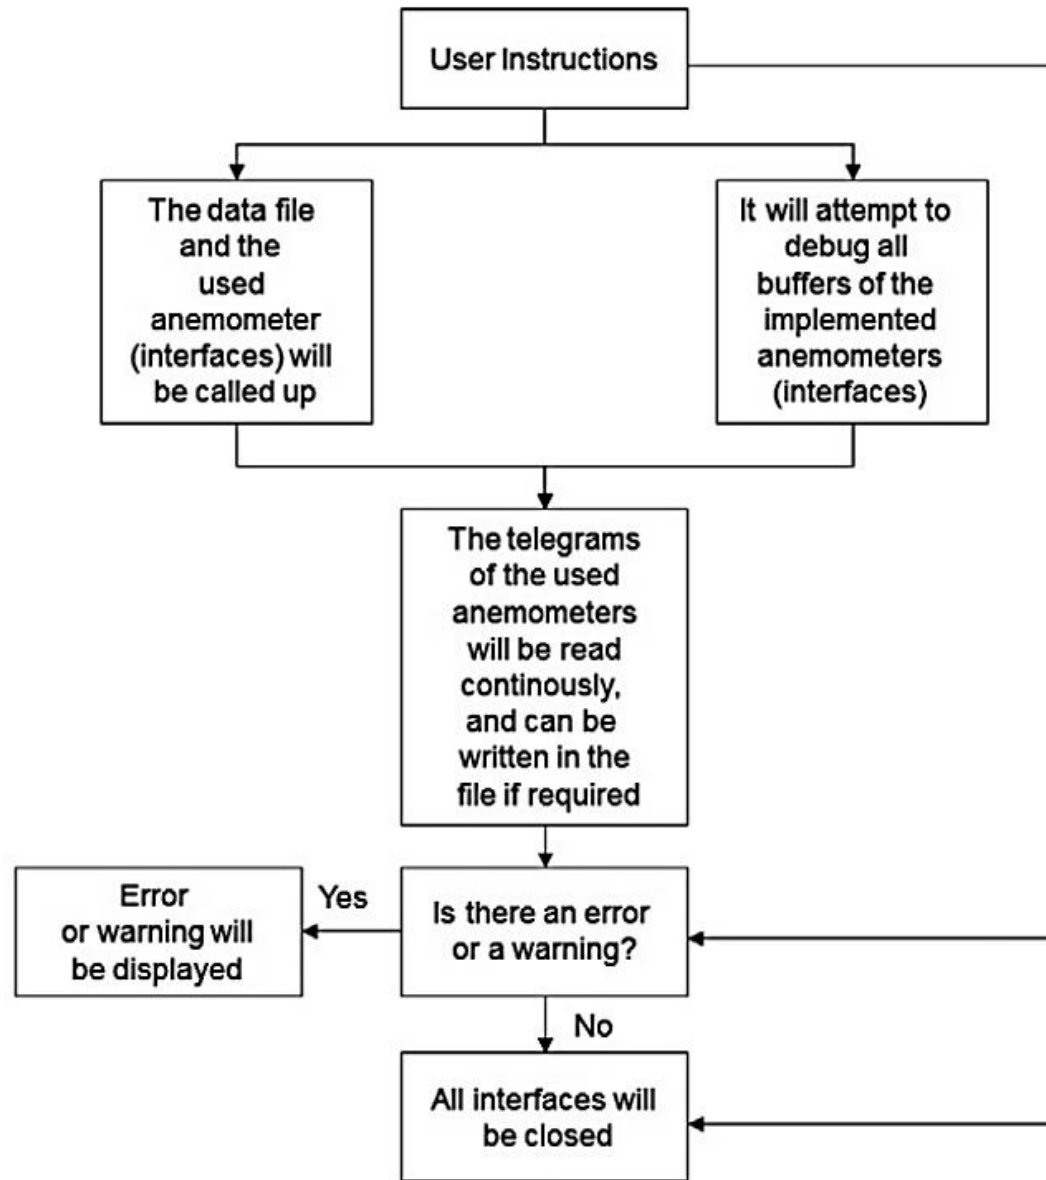 User Instructions
The data file
and the
used
anemometer
(interfaces) will
be called up
It will attempt to
debug all
buffers of the
implemented
anemometers
(interfaces)
The telegrams
of the used
anemometers
will be read
continously,
and can be
written in the
file if required
Error
or warning will
be displayed
Yes
Is there an error
or a warning?
No
All interfaces will
be closed